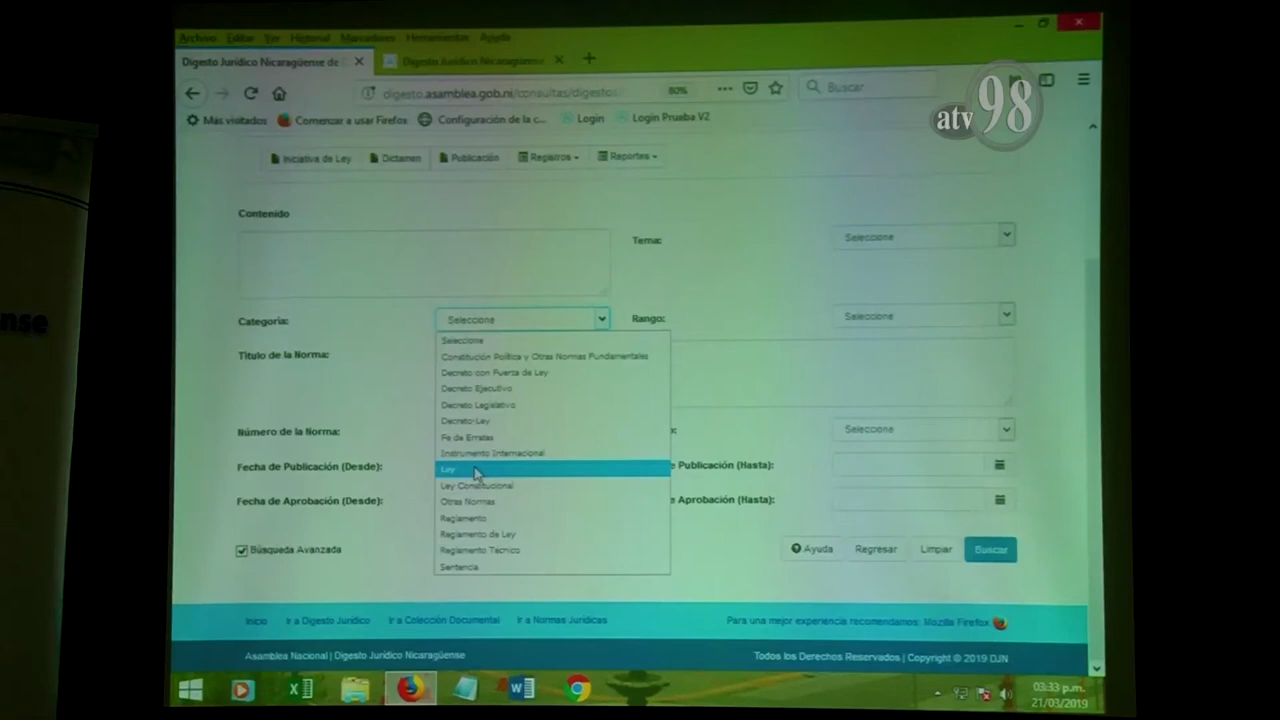 Archivo Editar Ver Historial Marcadores Herramientas Ayuda
Digesto Jurídico Nicaragüense de
Digesto Jurídico Nicaragüense
digesto.asamblea.gob.ni/consultas/digestos
80%
Buscar
atv 98
Más visitados Comenzar a usar Firefox Configuración de la c... Login Login Prueba V2
Iniciativa de Ley Dictamen Publicación Registros Reportes
Contenido
Tema: Seleccione
Categoría: Seleccione Rango: Seleccione
Seleccione
Título de la Norma:
Constitución Política y Otras Normas Fundamentales
Decreto con Fuerza de Ley
Decreto Ejecutivo
Decreto Legislativo
Decreto-Ley
Número de la Norma: Seleccione
Fe de Erratas
Instrumento Internacional
Fecha de Publicación (Desde): Ley e Publicación (Hasta):
Ley Constitucional
Fecha de Aprobación (Desde): Otras Normas e Aprobación (Hasta):
Reglamento
Reglamento de Ley
Búsqueda Avanzada Reglamento Técnico Ayuda Regresar Limpiar Buscar
Sentencia
Inicio Ir a Digesto Jurídico Ir a Colección Documental Ir a Normas Jurídicas Para una mejor experiencia recomendamos: Mozilla Firefox
Asamblea Nacional | Digesto Jurídico Nicaragüense Todos los Derechos Reservados | Copyright © 2019 DJN
03:33 p.m.
21/03/2019
nse